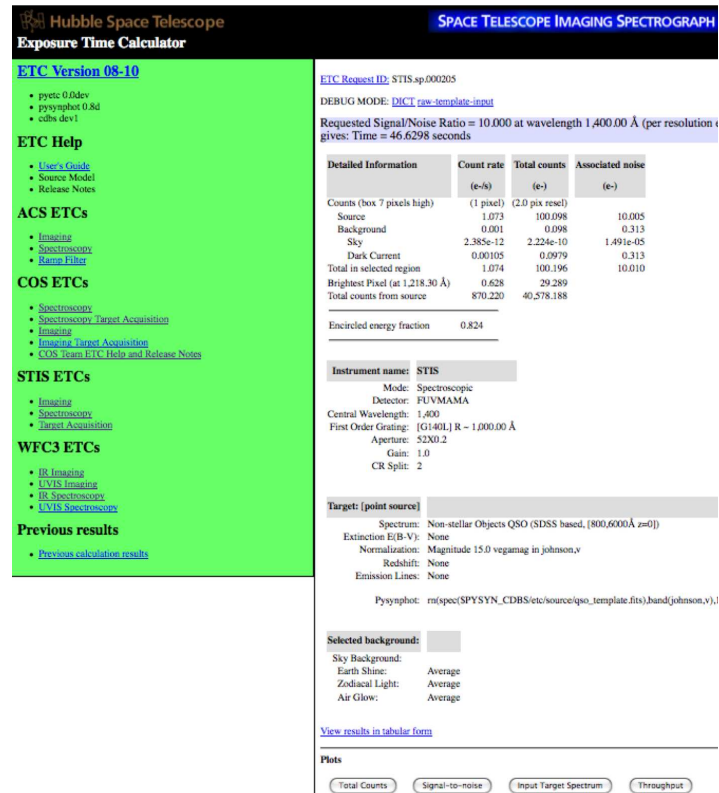 Hubble Space Telescope
Exposure Time Calculator
SPACE TELESCOPE IMAGING SPECTROGRAPH
ETC Version 08-10
• pyetc 0.0dev
• pysynphot 0.8d
• cdbs dev1
ETC Help
• User's Guide
• Source Model
• Release Notes
ACS ETCs
• Imaging
• Spectroscopy
• Ramp Filter
COS ETCs
• Spectroscopy
• Spectroscopy Target Acquisition
• Imaging
• Imaging Target Acquisition
• COS Team ETC Help and Release Notes
STIS ETCs
• Imaging
• Spectroscopy
• Target Acquisition
WFC3 ETCs
• IR Imaging
• UVIS Imaging
• IR Spectroscopy
• UVIS Spectroscopy
Previous results
• Previous calculation results
ETC Request ID: STIS.sp.000205
DEBUG MODE: DICT raw-template-input
Requested Signal/Noise Ratio = 10.000 at wavelength 1,400.00 Å (per resolution e
gives: Time = 46.6298 seconds
Detailed Information Count rate Total counts Associated noise
(e-/s) (e-) (e-)
Counts (box 7 pixels high) (1 pixel) (2.0 pix resel)
Source 1.073 100.098 10.005
Background 0.001 0.098 0.313
Sky 2.385e-12 2.224e-10 1.491e-05
Dark Current 0.00105 0.0979 0.313
Total in selected region 1.074 100.196 10.010
Brightest Pixel (at 1,218.30 Å) 0.628 29.289
Total counts from source 870.220 40,578.188
Encircled energy fraction 0.824
Instrument name: STIS
Mode: Spectroscopic
Detector: FUVMAMA
Central Wavelength: 1,400
First Order Grating: [G140L] R ~ 1,000.00 Å
Aperture: 52X0.2
Gain: 1.0
CR Split: 2
Target: [point source]
Spectrum: Non-stellar Objects QSO (SDSS based, [800,6000Å z=0])
Extinction E(B-V): None
Normalization: Magnitude 15.0 vegamag in johnson,v
Redshift: None
Emission Lines: None
Pysynphot: rn(spec($PYSYN_CDBS/etc/source/qso_template.fits),band(johnson,v),1
Selected background:
Sky Background:
Earth Shine: Average
Zodiacal Light: Average
Air Glow: Average
View results in tabular form
Plots
Total Counts Signal-to-noise Input Target Spectrum Throughput